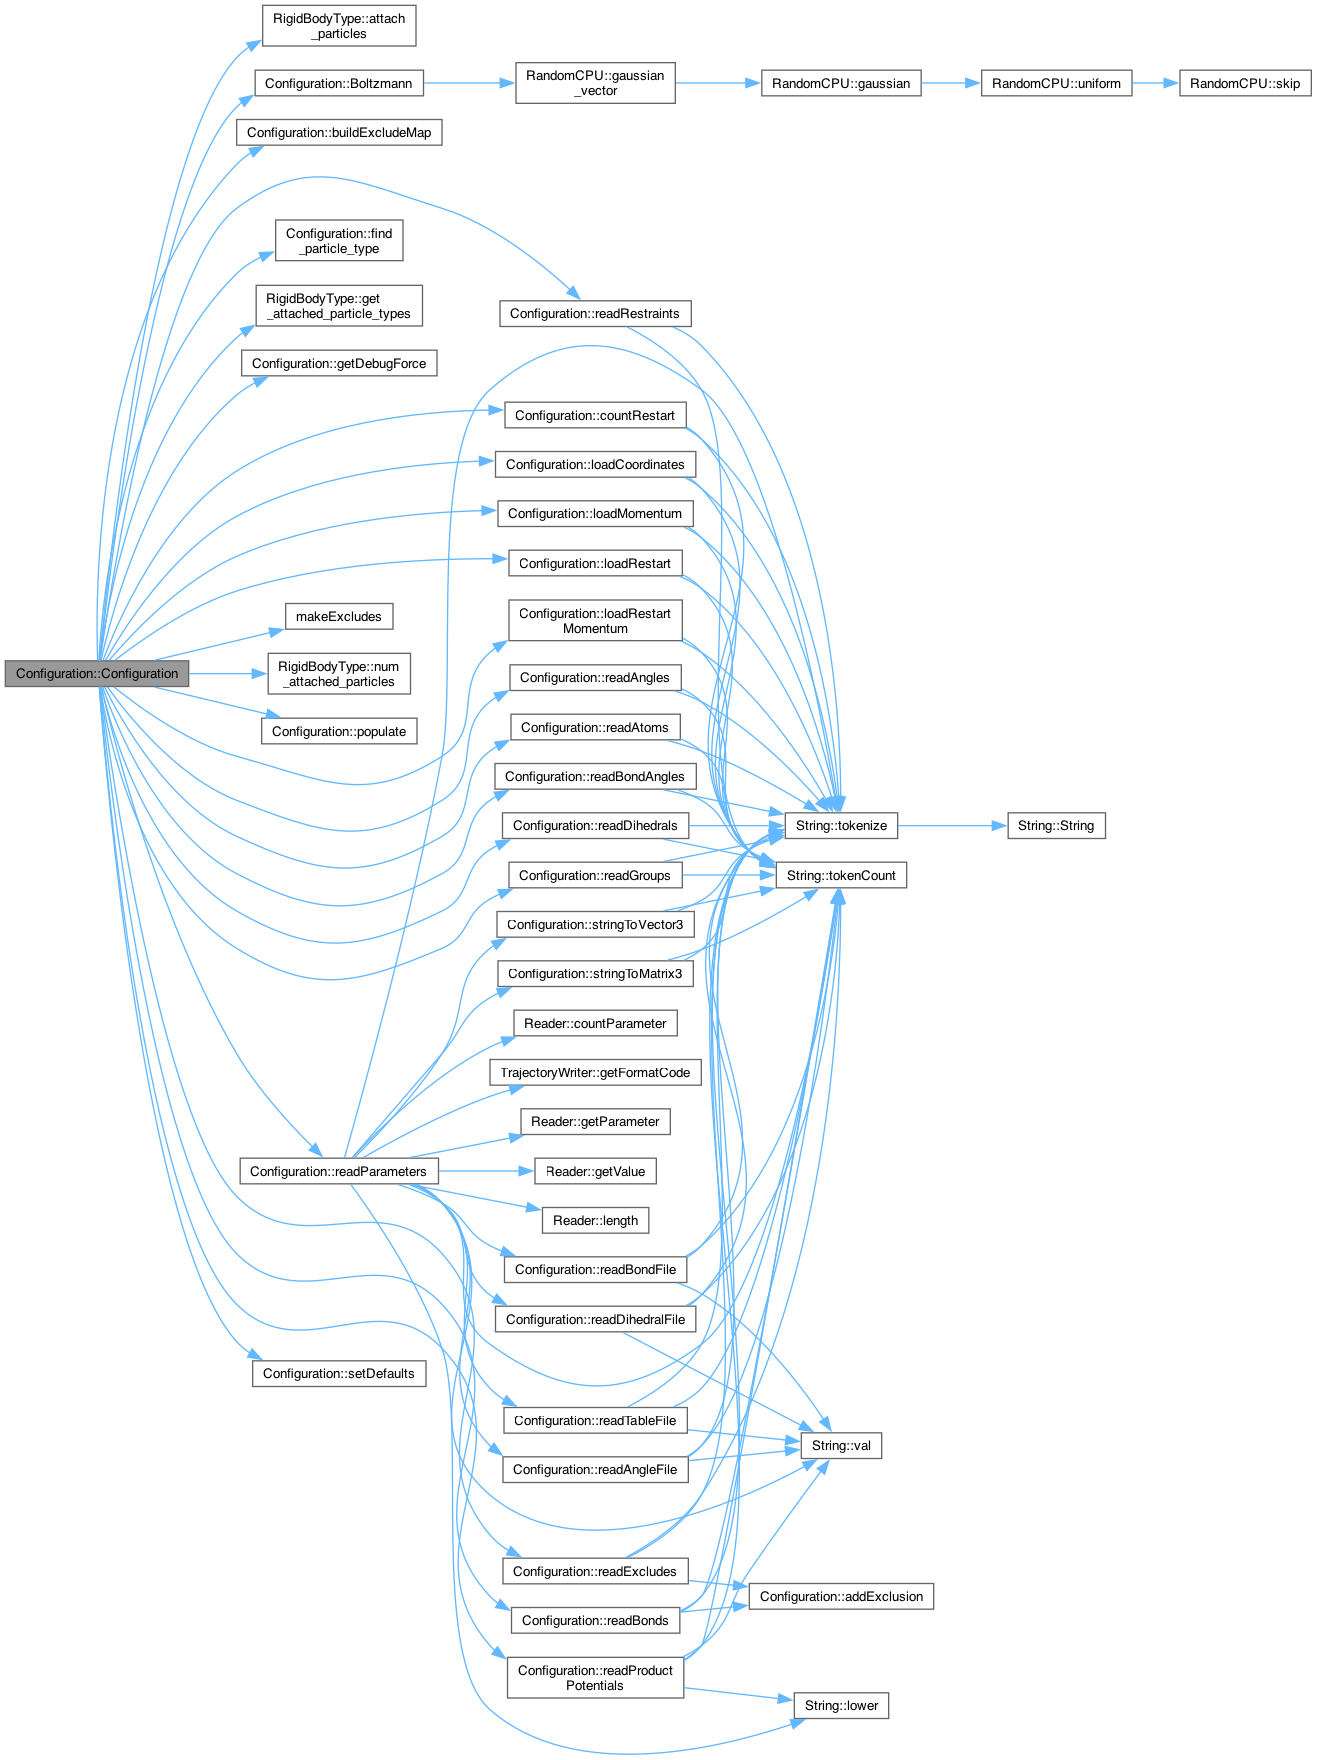 RigidBodyType::attach
_particles
Configuration::Boltzmann
RandomCPU::gaussian
_vector
RandomCPU::gaussian
RandomCPU::uniform
RandomCPU::skip
Configuration::buildExcludeMap
Configuration::find
_particle_type
RigidBodyType::get
_attached_particle_types
Configuration::readRestraints
Configuration::getDebugForce
Configuration::countRestart
Configuration::loadCoordinates
Configuration::loadMomentum
Configuration::loadRestart
makeExcludes
Configuration::loadRestart
Momentum
Configuration::Configuration
RigidBodyType::num
_attached_particles
Configuration::readAngles
Configuration::populate
Configuration::readAtoms
Configuration::readBondAngles
Configuration::readDihedrals
String::tokenize
String::String
Configuration::readGroups
String::tokenCount
Configuration::stringToVector3
Configuration::stringToMatrix3
Reader::countParameter
TrajectoryWriter::getFormatCode
Reader::getParameter
Configuration::readParameters
Reader::getValue
Reader::length
Configuration::readBondFile
Configuration::readDihedralFile
Configuration::setDefaults
Configuration::readTableFile
String::val
Configuration::readAngleFile
Configuration::readExcludes
Configuration::addExclusion
Configuration::readBonds
Configuration::readProduct
Potentials
String::lower